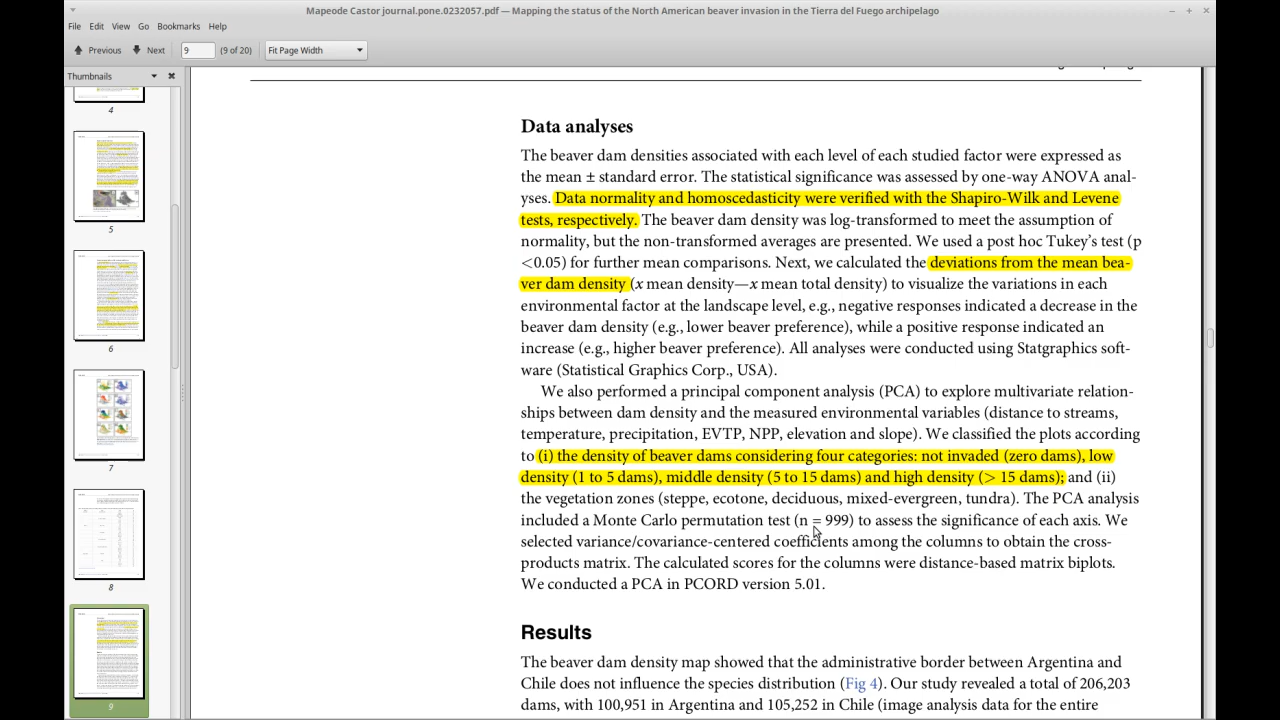 Mapeode Castor journal.pone.0232057.pdf — Mapping the status of the North American beaver invasion in the Tierra del Fuego archipelago
File Edit View Go Bookmarks Help
Previous Next 9 (9 of 20) Fit Page Width
Thumbnails
4
5
6
7
8
9
Data analyses
The beaver dam densities associated with each level of each studied factor were expressed as
the mean ± standard error. The statistical significance was assessed by one-way ANOVA anal-
yses. Data normality and homoscedasticity were verified with the Shapiro-Wilk and Levene
tests, respectively. The beaver dam density was log-transformed to meet the assumption of
normality, but the non-transformed averages are presented. We used a post hoc Tukey's test (p
<0.05) for further mean comparisons. Next, we calculated the deviations from the mean bea-
ver dam density (x mean density—x mean total density) to visualize the variations in each
environmental factor at the landscape level, e.g., negative responses indicated a decrease in the
beaver dam density (e.g., lower beaver preference), while a positive response indicated an
increase (e.g., higher beaver preference). All analyses were conducted using Statgraphics soft-
ware (Statistical Graphics Corp., USA).
We also performed a principal component analysis (PCA) to explore multivariate relation-
ships between dam density and the measured environmental variables (distance to streams,
temperature, precipitation, EVTP, NPP, elevation and slope). We classified the plots according
to (i) the density of beaver dams considering four categories: not invaded (zero dams), low
density (1 to 5 dams), middle density (5 to 15 dams) and high density (> 15 dams); and (ii)
the vegetation zones (steppe, ecotone, deciduous, mixed-evergreen, tundra). The PCA analysis
included a Monte Carlo permutation test (n = 999) to assess the significance of each axis. We
selected variance/covariance-centered coefficients among the columns to obtain the cross-
products matrix. The calculated scores for the columns were distance-based matrix biplots.
We conducted a PCA in PCORD version 5.01.
Results
The beaver dam density map showed that the administrative border between Argentina and
Chile does not influence the species distribution (Fig 4). Our study revealed a total of 206,203
dams, with 100,951 in Argentina and 105,252 in Chile (image analysis data for the entire